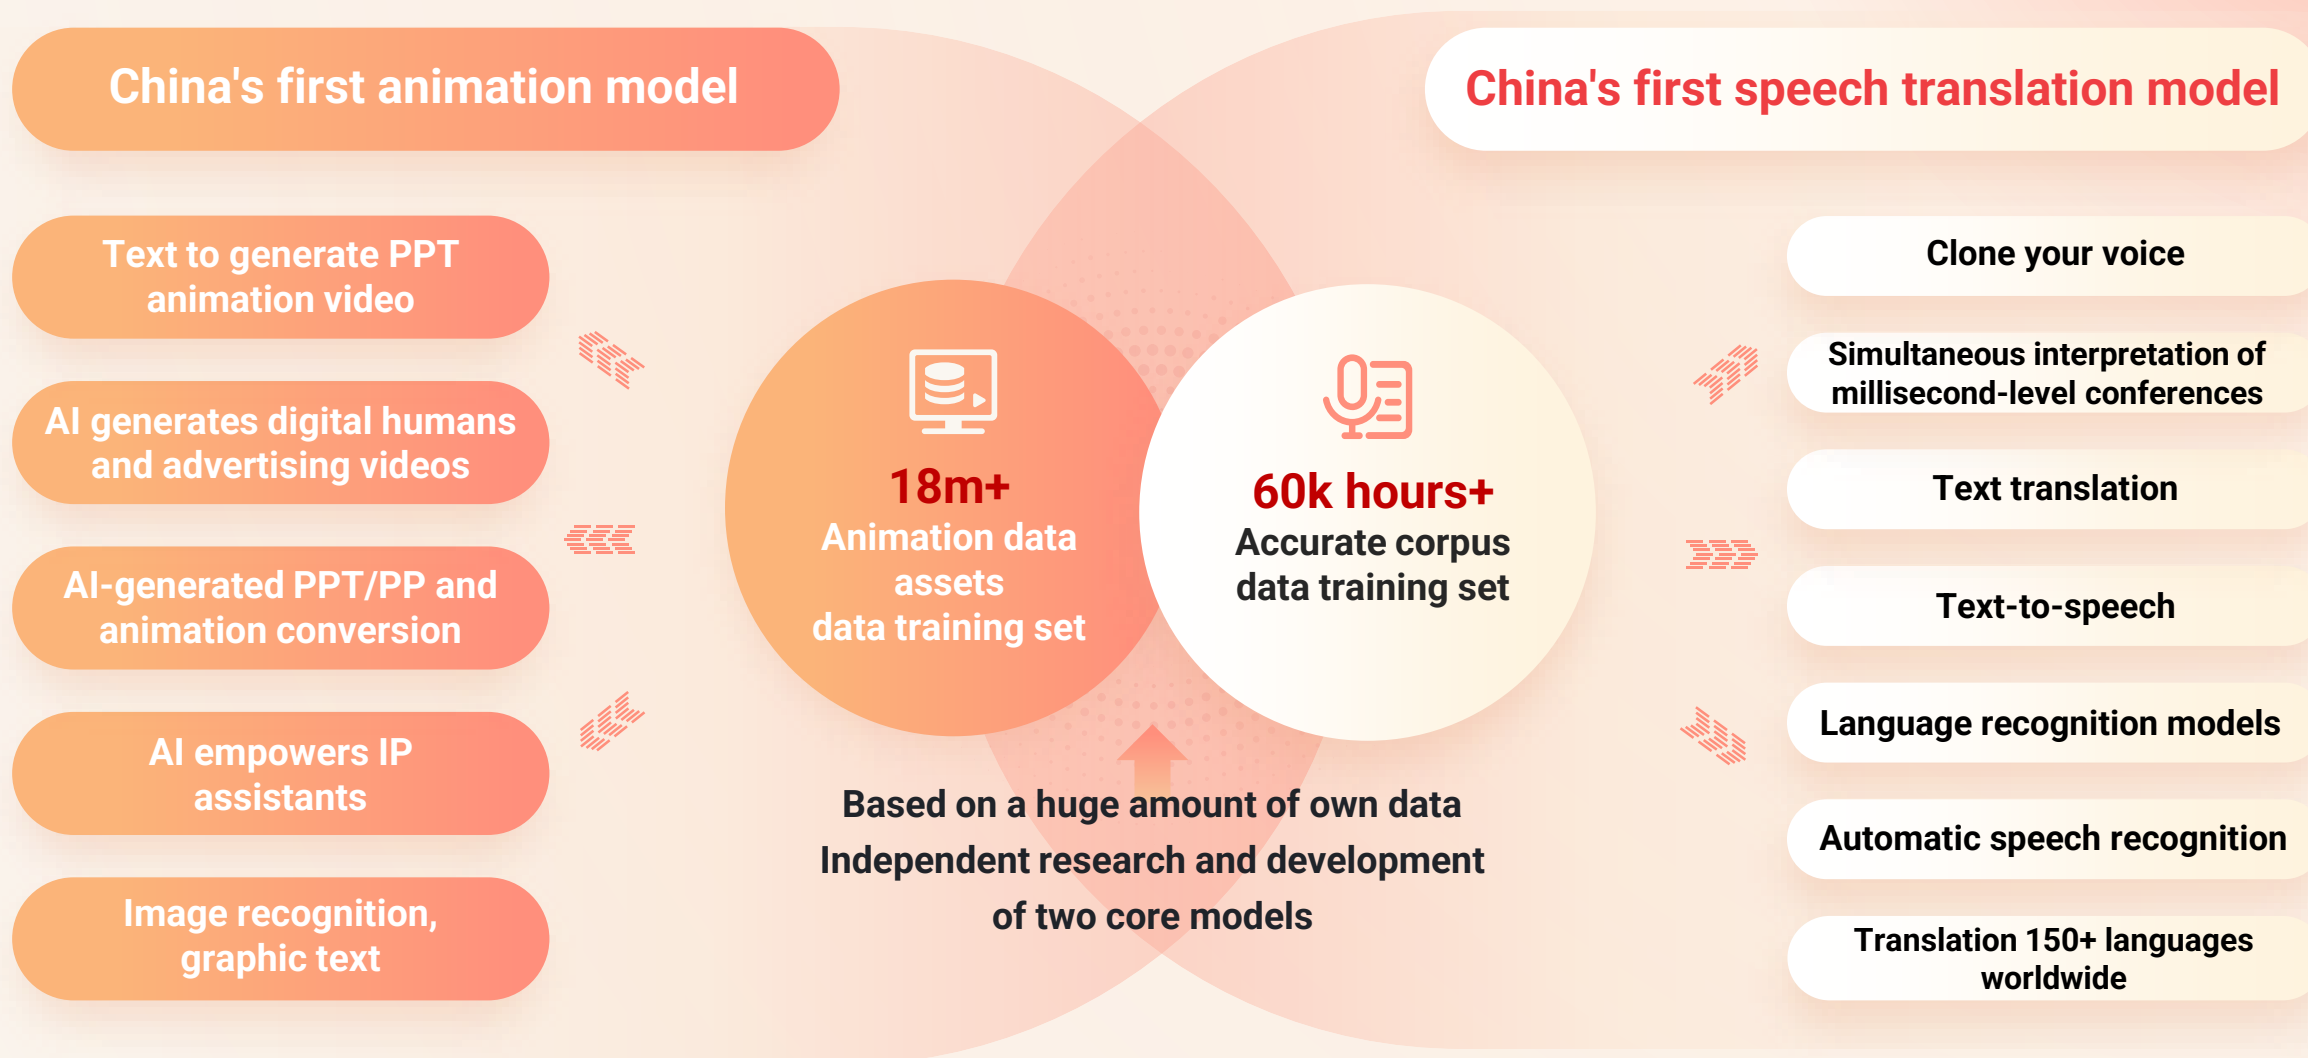 China's first animation model
China's first speech translation model
Text to generate PPT
animation video
AI generates digital humans
and advertising videos
AI-generated PPT/PP and
animation conversion
AI empowers IP
assistants
Image recognition,
graphic text
18m+
Animation data
assets
data training set
60k hours+
Accurate corpus
data training set
Based on a huge amount of own data
Independent research and development
of two core models
Clone your voice
Simultaneous interpretation of
millisecond-level conferences
Text translation
Text-to-speech
Language recognition models
Automatic speech recognition
Translation 150+ languages
worldwide